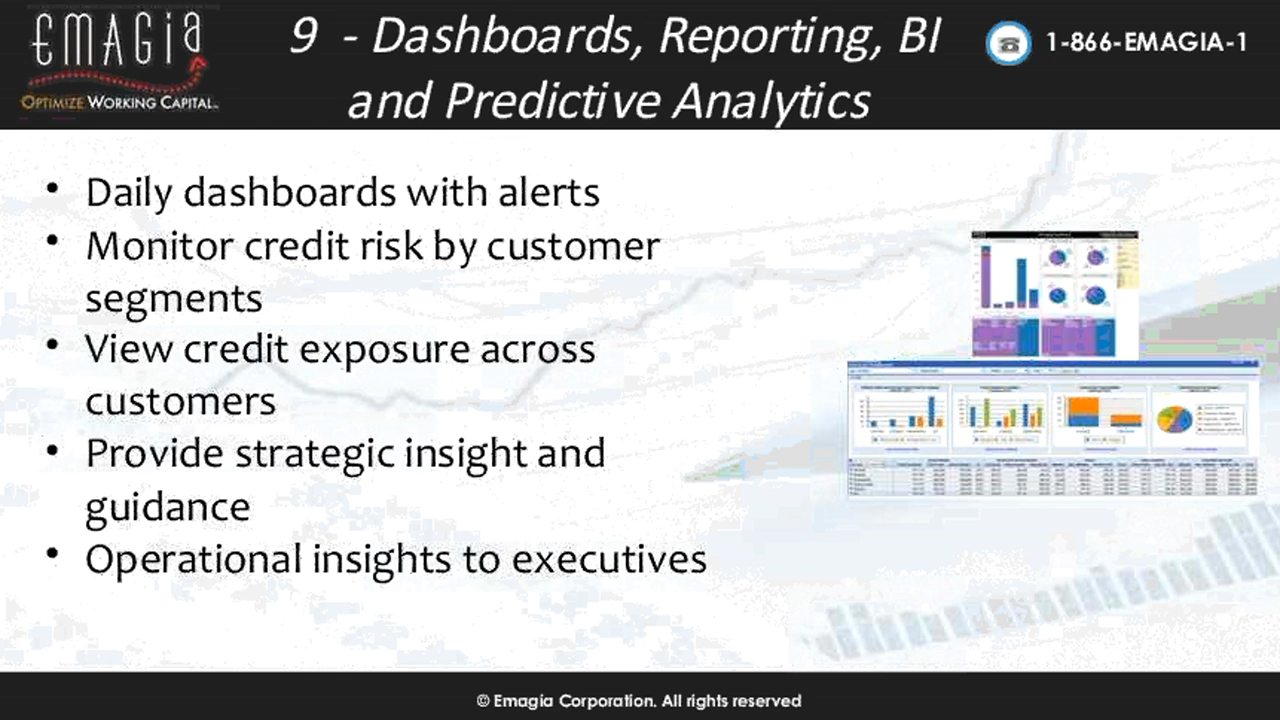 EMAGIA
OPTIMIZE WORKING CAPITAL
9 - Dashboards, Reporting, BI
and Predictive Analytics
1-866-EMAGIA-1
• Daily dashboards with alerts
• Monitor credit risk by customer
segments
• View credit exposure across
customers
• Provide strategic insight and
guidance
• Operational insights to executives
© Emagia Corporation. All rights reserved